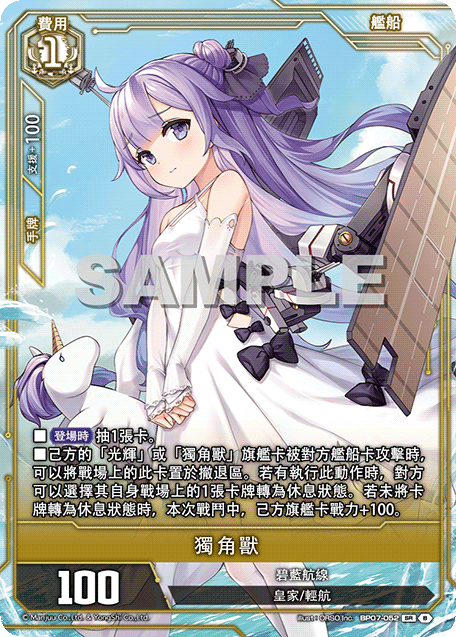 費用
1
艦船
支援+100
手牌
SAMPLE
■ 登場時 抽1張卡。
■己方的「光輝」或「獨角獸」旗艦卡被對方艦船卡攻擊時,
可以將戰場上的此卡置於撤退區。若有執行此動作時,對方
可以選擇其自身戰場上的1張卡牌轉為休息狀態。若未將卡
牌轉為休息狀態時,本次戰鬥中,己方旗艦卡戰力+100。
獨角獸
100
碧藍航線
皇家/輕航
© Manjuu Co.,Ltd. & YongShi Co.,Ltd.
Illust: ORSO,Inc. BP07-052 SR